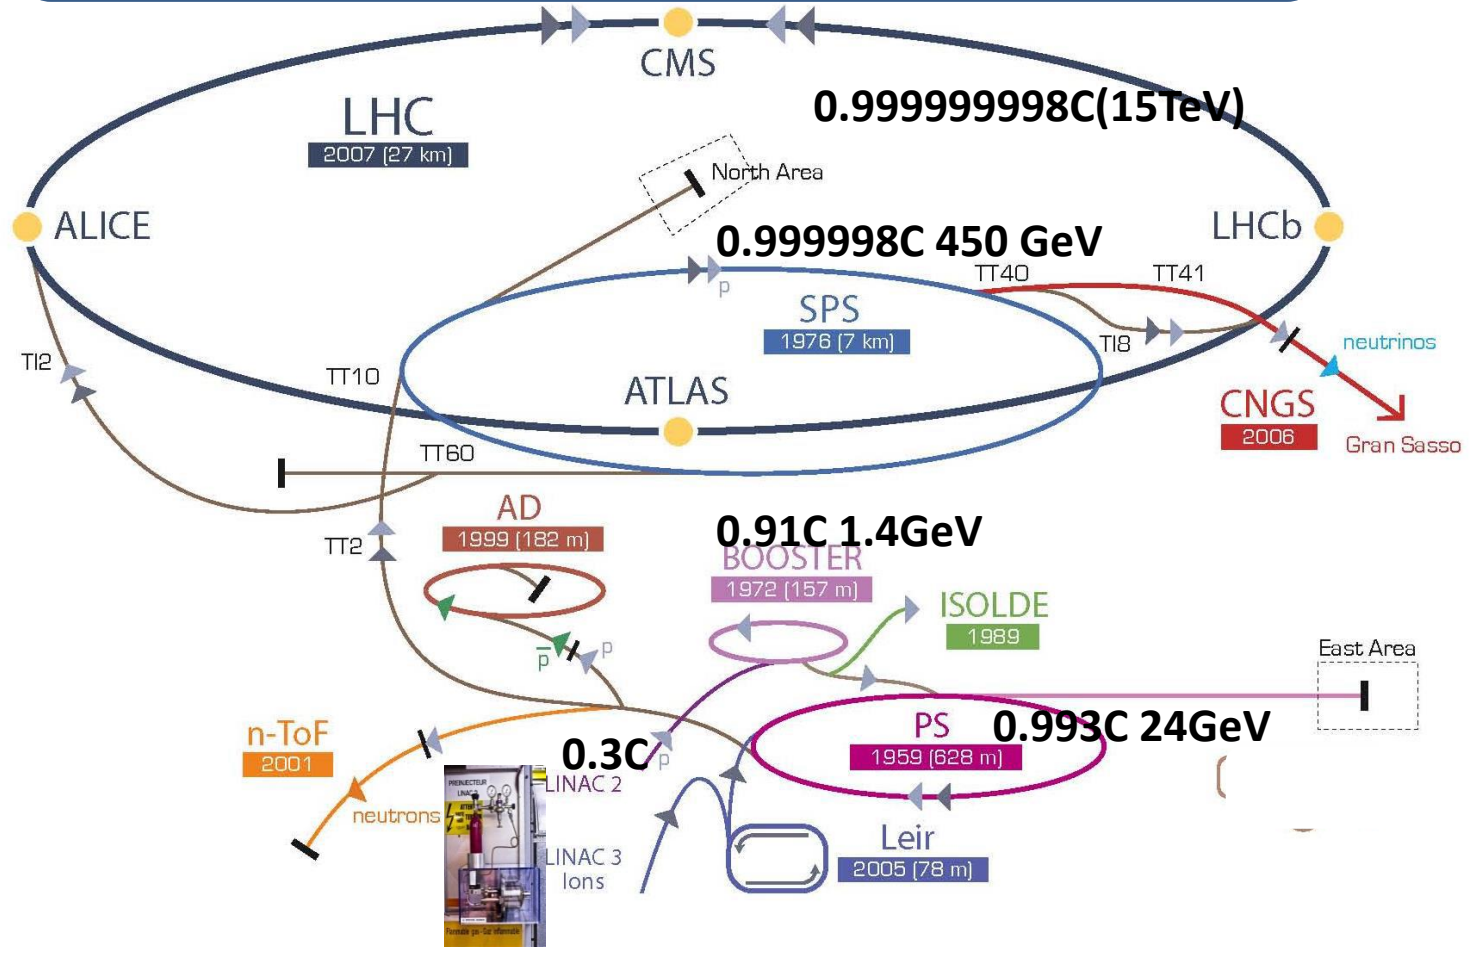 CMS
0.999999998C(15TeV)
LHC
2007 (27 km)
North Area
ALICE
LHCb
0.999998C 450 GeV
TT40
TT41
p
SPS
1976 (7 km)
TI8
neutrinos
TI2
TT10
ATLAS
CNGS
2006
Gran Sasso
TT60
AD
1999 (182 m)
TT2
0.91C 1.4GeV
BOOSTER
1972 (157 m)
ISOLDE
1989
East Area
p̅
p
n-ToF
2001
PS
0.993C 24GeV
1959 (628 m)
0.3C
p
LINAC 2
neutrons
PREINJECTEUR
Leir
2005 (78 m)
LINAC 3
Ions